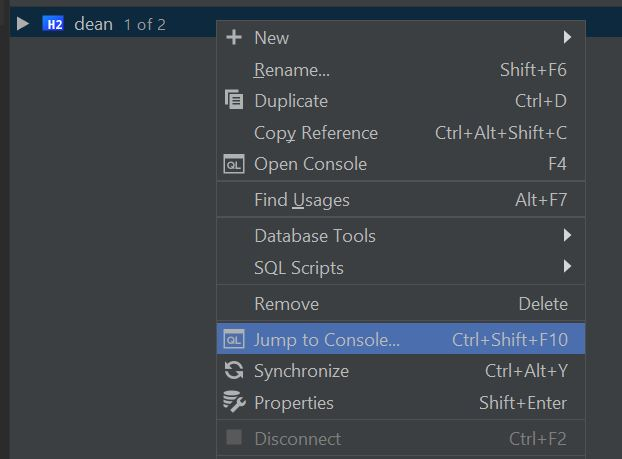 H2 dean 1 of 2
New
Rename... Shift+F6
Duplicate Ctrl+D
Copy Reference Ctrl+Alt+Shift+C
QL Open Console F4
Find Usages Alt+F7
Database Tools
SQL Scripts
Remove Delete
QL Jump to Console... Ctrl+Shift+F10
Synchronize Ctrl+Alt+Y
Properties Shift+Enter
Disconnect Ctrl+F2